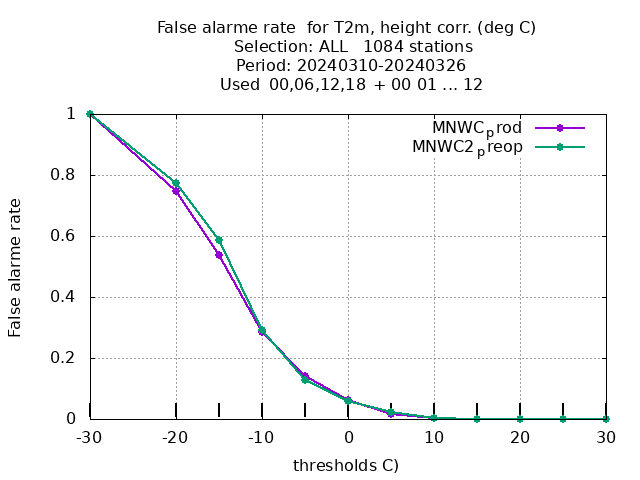 False alarme rate  for T2m, height corr. (deg C)
Selection: ALL   1084 stations
Period: 20240310-20240326
Used 00,06,12,18 + 00 01 ... 12
MNWCprod
MNWC2preop
1
0.8
0.6
0.4
0.2
0
False alarme rate
-30 -20 -10 0 10 20 30
thresholds C)